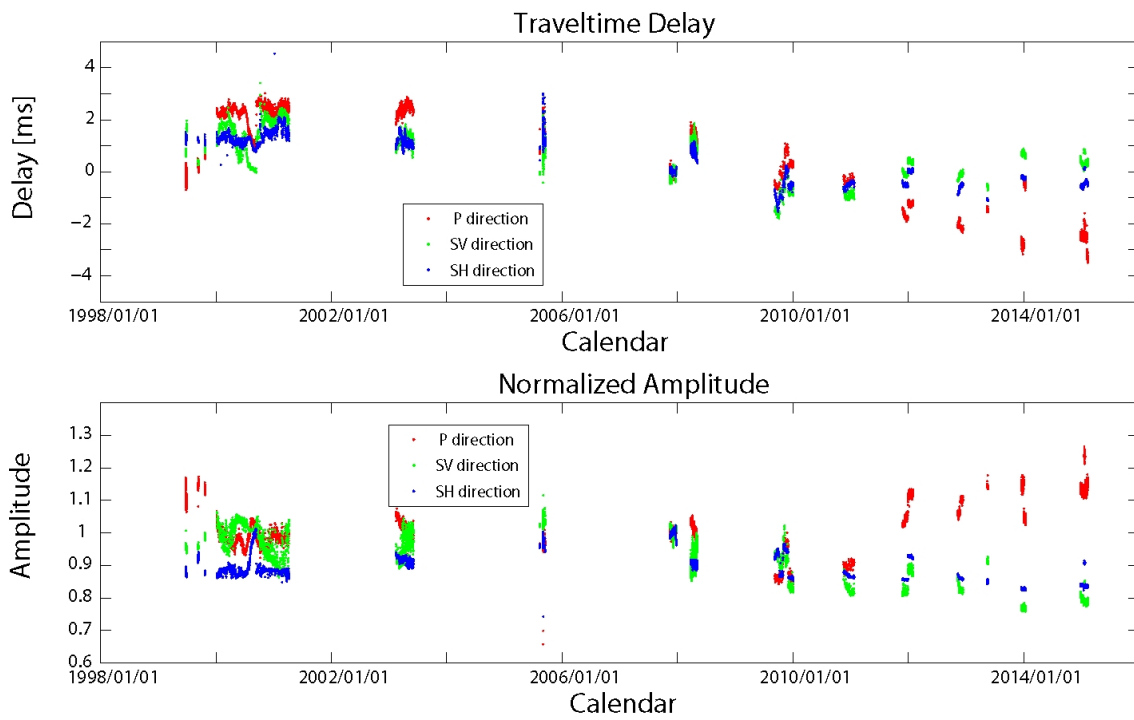 Traveltime Delay
Delay [ms]
4
2
0
−2
−4
P direction
SV direction
SH direction
1998/01/01 2002/01/01 2006/01/01 2010/01/01 2014/01/01
Calendar
Normalized Amplitude
Amplitude
1.3
1.2
1.1
1
0.9
0.8
0.7
0.6
P direction
SV direction
SH direction
1998/01/01 2002/01/01 2006/01/01 2010/01/01 2014/01/01
Calendar